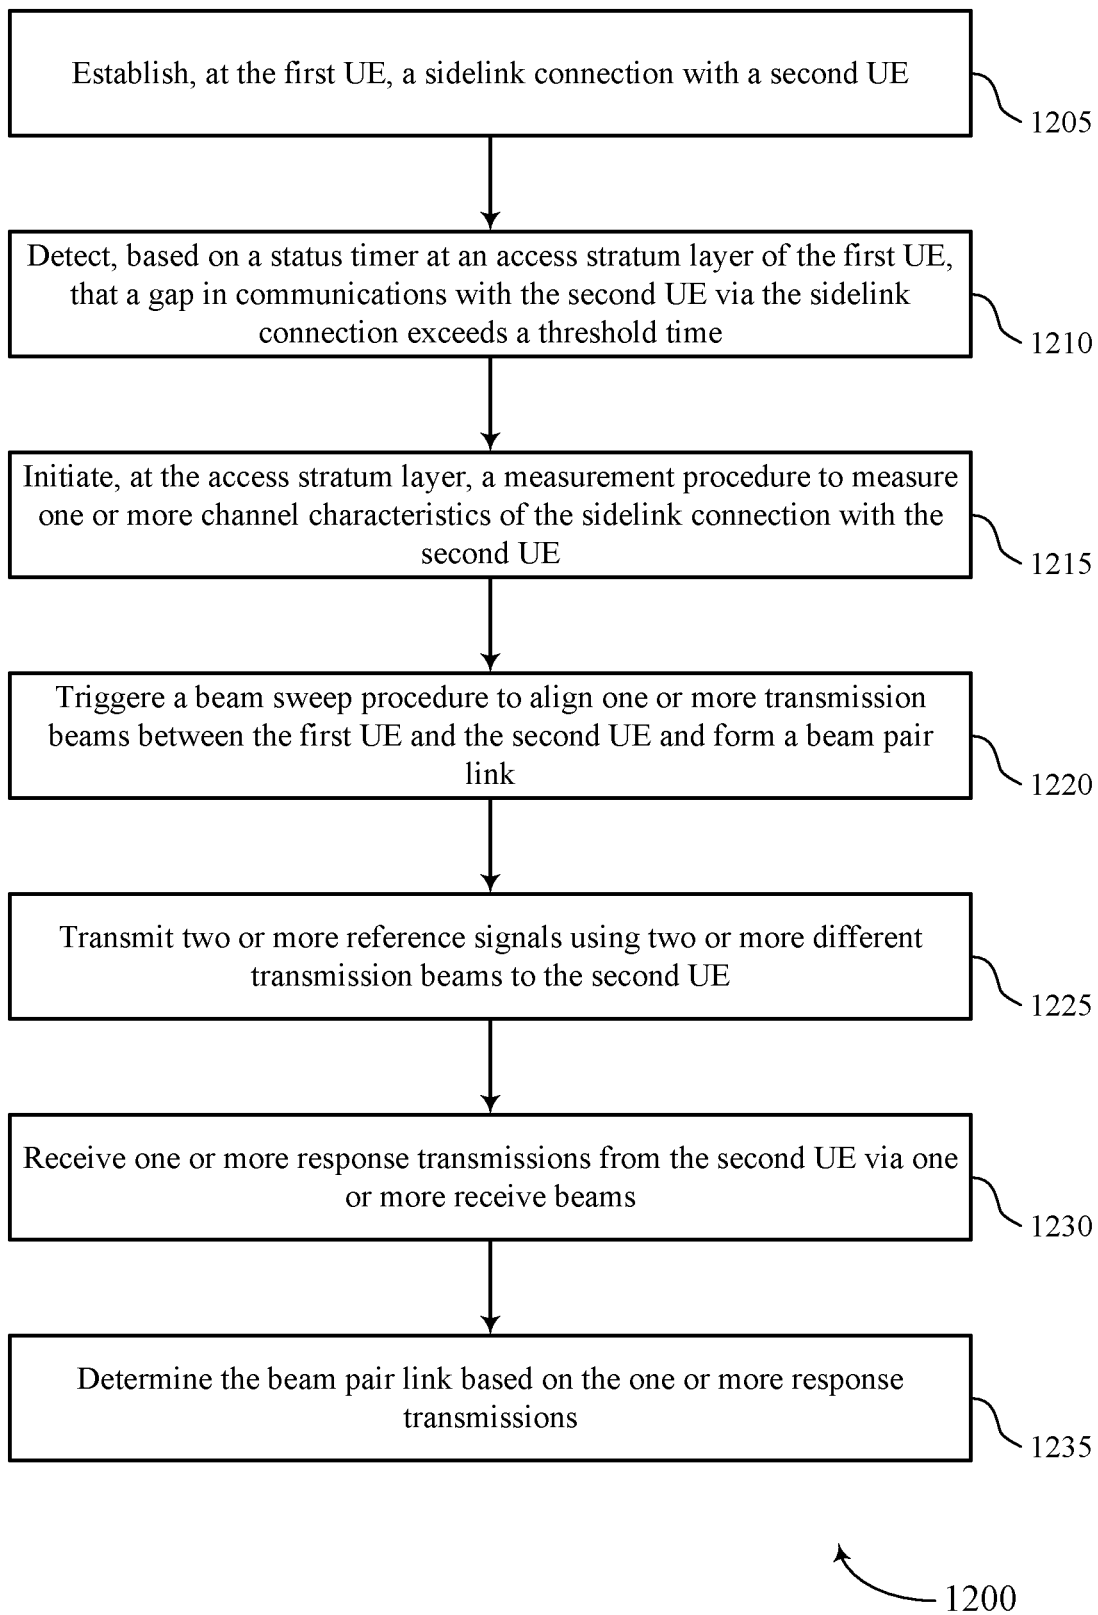 Establish, at the first UE, a sidelink connection with a second UE
1205
Detect, based on a status timer at an access stratum layer of the first UE,
that a gap in communications with the second UE via the sidelink
connection exceeds a threshold time
1210
Initiate, at the access stratum layer, a measurement procedure to measure
one or more channel characteristics of the sidelink connection with the
second UE
1215
Triggere a beam sweep procedure to align one or more transmission
beams between the first UE and the second UE and form a beam pair
link
1220
Transmit two or more reference signals using two or more different
transmission beams to the second UE
1225
Receive one or more response transmissions from the second UE via one
or more receive beams
1230
Determine the beam pair link based on the one or more response
transmissions
1235
1200